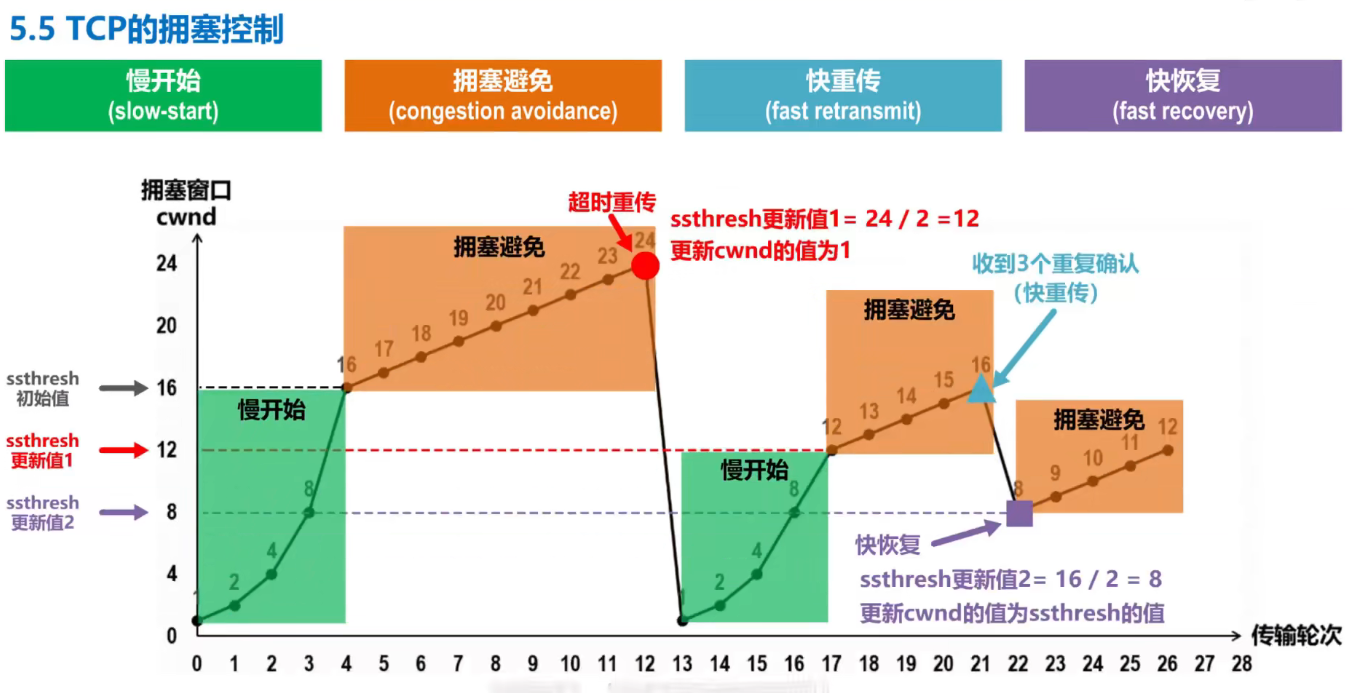 5.5 TCP的拥塞控制
慢开始
(slow-start)
拥塞避免
(congestion avoidance)
快重传
(fast retransmit)
快恢复
(fast recovery)
拥塞窗口
cwnd
超时重传
ssthresh更新值1= 24 / 2 =12
更新cwnd的值为1
收到3个重复确认
（快重传）
拥塞避免
拥塞避免
拥塞避免
慢开始
慢开始
ssthresh
初始值
ssthresh
更新值1
ssthresh
更新值2
24
20
16
12
8
4
0
2
4
8
16
17
18
19
20
21
22
23
24
2
4
8
12
13
14
15
16
8
9
10
11
12
快恢复
ssthresh更新值2= 16 / 2 = 8
更新cwnd的值为ssthresh的值
0 1 2 3 4 5 6 7 8 9 10 11 12 13 14 15 16 17 18 19 20 21 22 23 24 25 26 27 28
传输轮次